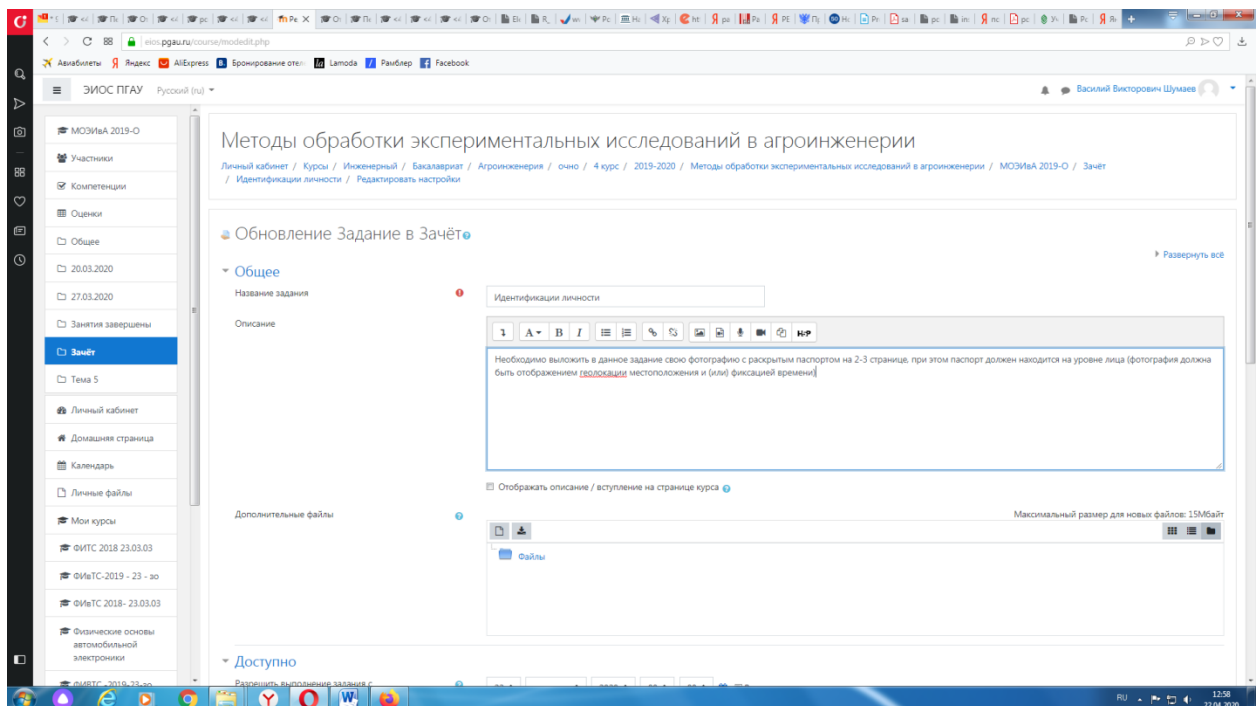 eios.pgau.ru/course/modedit.php
Авиабилеты Яндекс AliExpress Бронирование отел Lamoda Рамблер Facebook
ЭИОС ПГАУ Русский (ru)
Василий Викторович Шумаев
МОЭИвА 2019-О
Участники
Компетенции
Оценки
Общее
20.03.2020
27.03.2020
Занятия завершены
Зачёт
Тема 5
Личный кабинет
Домашняя страница
Календарь
Личные файлы
Мои курсы
ФИТС 2018 23.03.03
ФИвТС-2019 - 23 - зо
ФИвТС 2018- 23.03.03
Физические основы
автомобильной
электроники
Методы обработки экспериментальных исследований в агроинженерии
Личный кабинет / Курсы / Инженерный / Бакалавриат / Агроинженерия / очно / 4 курс / 2019-2020 / Методы обработки экспериментальных исследований в агроинженерии / МОЭИвА 2019-О / Зачёт
/ Идентификации личности / Редактировать настройки
Обновление Задание в Зачёт
Развернуть всё
Общее
Название задания
Идентификации личности
Описание
Необходимо выложить в данное задание свою фотографию с раскрытым паспортом на 2-3 странице, при этом паспорт должен находится на уровне лица (фотография должна
быть отображением геолокации местоположения и (или) фиксацией времени)
Отображать описание / вступление на странице курса
Дополнительные файлы
Максимальный размер для новых файлов: 15Мбайт
Файлы
Доступно
Разрешить выполнение задания с
RU
12:58
22.04.2020